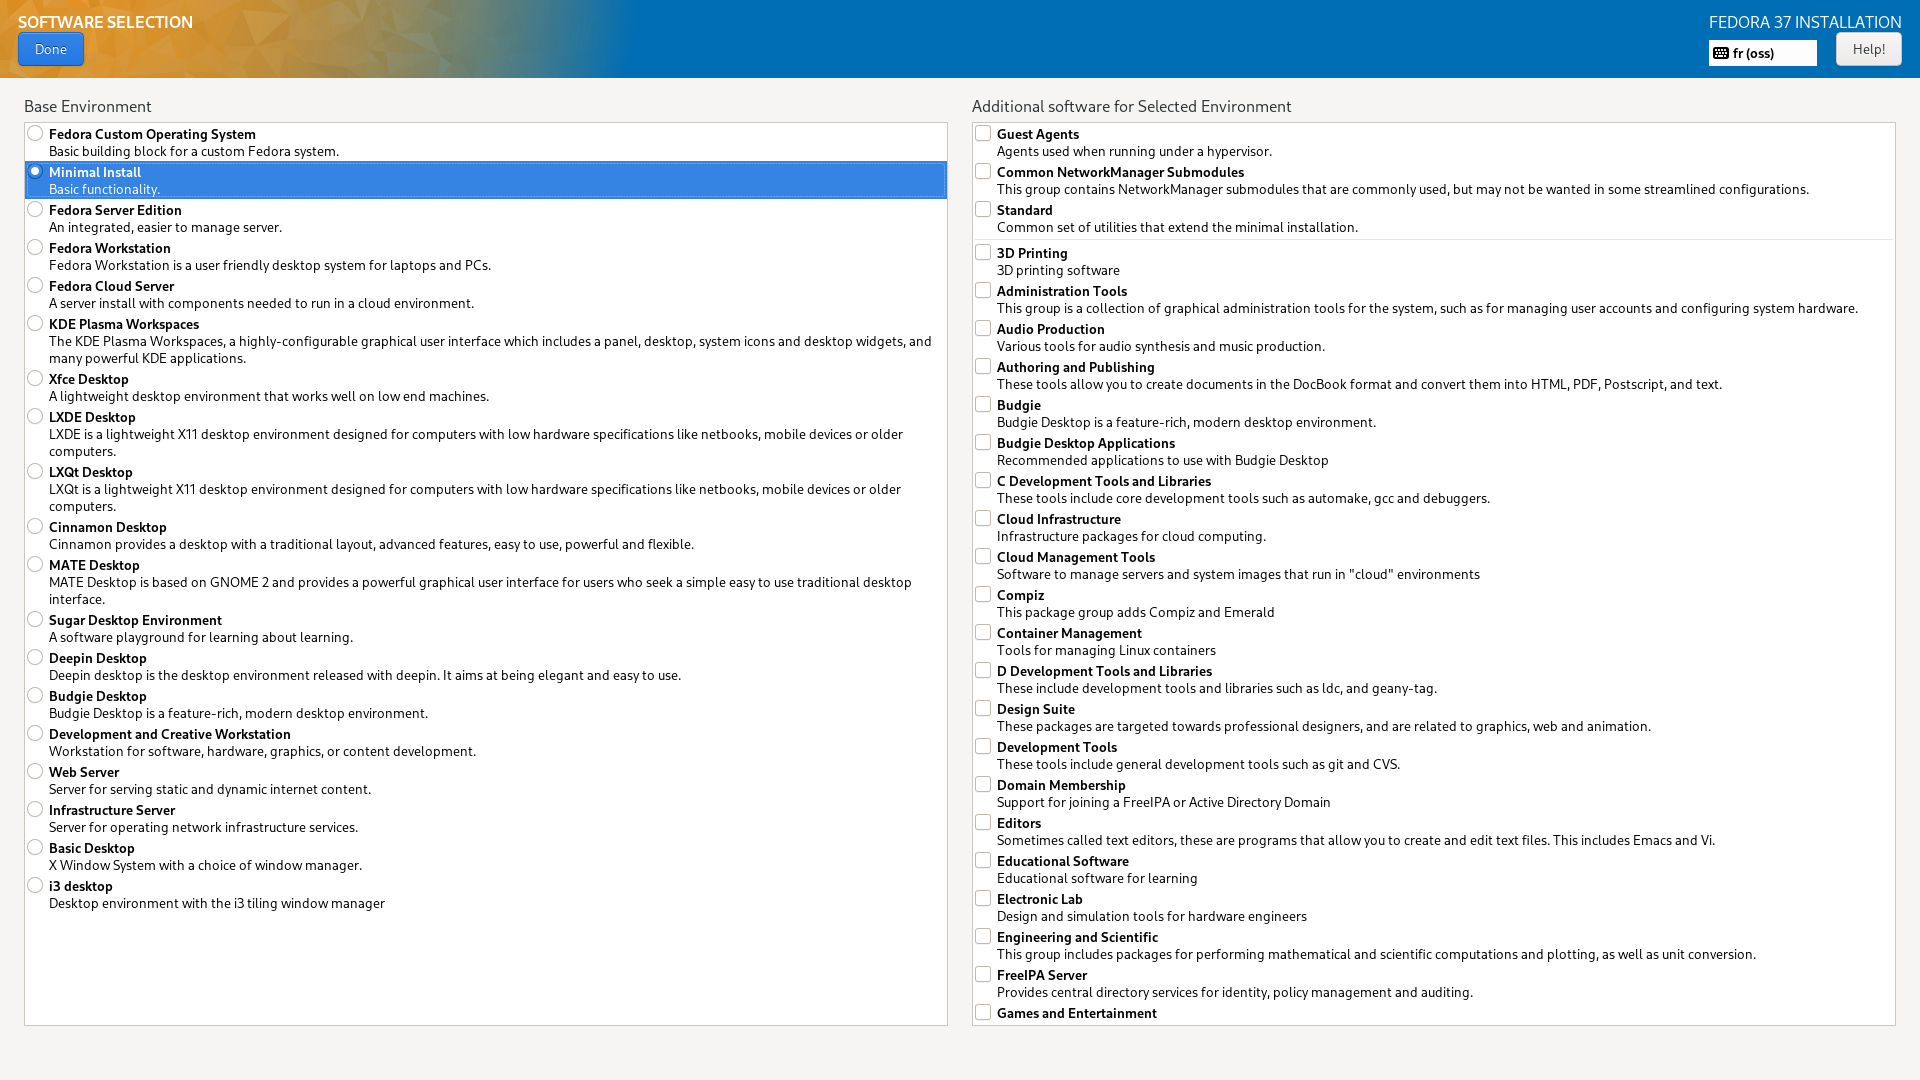 SOFTWARE SELECTION
Done
FEDORA 37 INSTALLATION
fr (oss)
Help!
Base Environment
Fedora Custom Operating System
Basic building block for a custom Fedora system.
Minimal Install
Basic functionality.
Fedora Server Edition
An integrated, easier to manage server.
Fedora Workstation
Fedora Workstation is a user friendly desktop system for laptops and PCs.
Fedora Cloud Server
A server install with components needed to run in a cloud environment.
KDE Plasma Workspaces
The KDE Plasma Workspaces, a highly-configurable graphical user interface which includes a panel, desktop, system icons and desktop widgets, and
many powerful KDE applications.
Xfce Desktop
A lightweight desktop environment that works well on low end machines.
LXDE Desktop
LXDE is a lightweight X11 desktop environment designed for computers with low hardware specifications like netbooks, mobile devices or older
computers.
LXQt Desktop
LXQt is a lightweight X11 desktop environment designed for computers with low hardware specifications like netbooks, mobile devices or older
computers.
Cinnamon Desktop
Cinnamon provides a desktop with a traditional layout, advanced features, easy to use, powerful and flexible.
MATE Desktop
MATE Desktop is based on GNOME 2 and provides a powerful graphical user interface for users who seek a simple easy to use traditional desktop
interface.
Sugar Desktop Environment
A software playground for learning about learning.
Deepin Desktop
Deepin desktop is the desktop environment released with deepin. It aims at being elegant and easy to use.
Budgie Desktop
Budgie Desktop is a feature-rich, modern desktop environment.
Development and Creative Workstation
Workstation for software, hardware, graphics, or content development.
Web Server
Server for serving static and dynamic internet content.
Infrastructure Server
Server for operating network infrastructure services.
Basic Desktop
X Window System with a choice of window manager.
i3 desktop
Desktop environment with the i3 tiling window manager
Additional software for Selected Environment
Guest Agents
Agents used when running under a hypervisor.
Common NetworkManager Submodules
This group contains NetworkManager submodules that are commonly used, but may not be wanted in some streamlined configurations.
Standard
Common set of utilities that extend the minimal installation.
3D Printing
3D printing software
Administration Tools
This group is a collection of graphical administration tools for the system, such as for managing user accounts and configuring system hardware.
Audio Production
Various tools for audio synthesis and music production.
Authoring and Publishing
These tools allow you to create documents in the DocBook format and convert them into HTML, PDF, Postscript, and text.
Budgie
Budgie Desktop is a feature-rich, modern desktop environment.
Budgie Desktop Applications
Recommended applications to use with Budgie Desktop
C Development Tools and Libraries
These tools include core development tools such as automake, gcc and debuggers.
Cloud Infrastructure
Infrastructure packages for cloud computing.
Cloud Management Tools
Software to manage servers and system images that run in "cloud" environments
Compiz
This package group adds Compiz and Emerald
Container Management
Tools for managing Linux containers
D Development Tools and Libraries
These include development tools and libraries such as ldc, and geany-tag.
Design Suite
These packages are targeted towards professional designers, and are related to graphics, web and animation.
Development Tools
These tools include general development tools such as git and CVS.
Domain Membership
Support for joining a FreeIPA or Active Directory Domain
Editors
Sometimes called text editors, these are programs that allow you to create and edit text files. This includes Emacs and Vi.
Educational Software
Educational software for learning
Electronic Lab
Design and simulation tools for hardware engineers
Engineering and Scientific
This group includes packages for performing mathematical and scientific computations and plotting, as well as unit conversion.
FreeIPA Server
Provides central directory services for identity, policy management and auditing.
Games and Entertainment